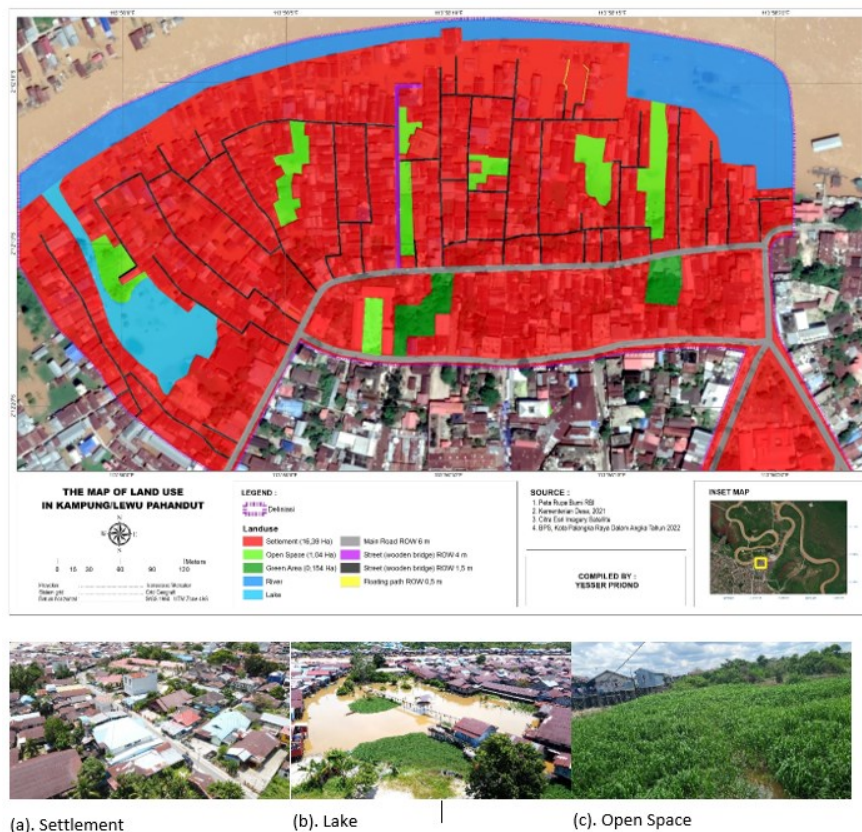 THE MAP OF LAND USE
IN KAMPUNG/LEWU PAHANDUT
N
Meters
0 15 30 60 90 120
LEGEND :
Delinasi
Landuse
Settlement (16,39 Ha)
Open Space (1,04 Ha)
Green Area (0,154 Ha)
River
Lake
Main Road ROW 6 m
Street (wooden bridge) ROW 4 m
Street (wooden bridge) ROW 1,5 m
Floating path ROW 0,5 m
SOURCE :
1. Peta Rupa Bumi RBI
2. Kementerian Desa, 2021
3. Citra Esri Imagery Satelite
4. BPS, Kota Palangka Raya Dalam Angka Tahun 2022
COMPILED BY :
YESSER PRIONO
INSET MAP
(a). Settlement
(b). Lake
(c). Open Space